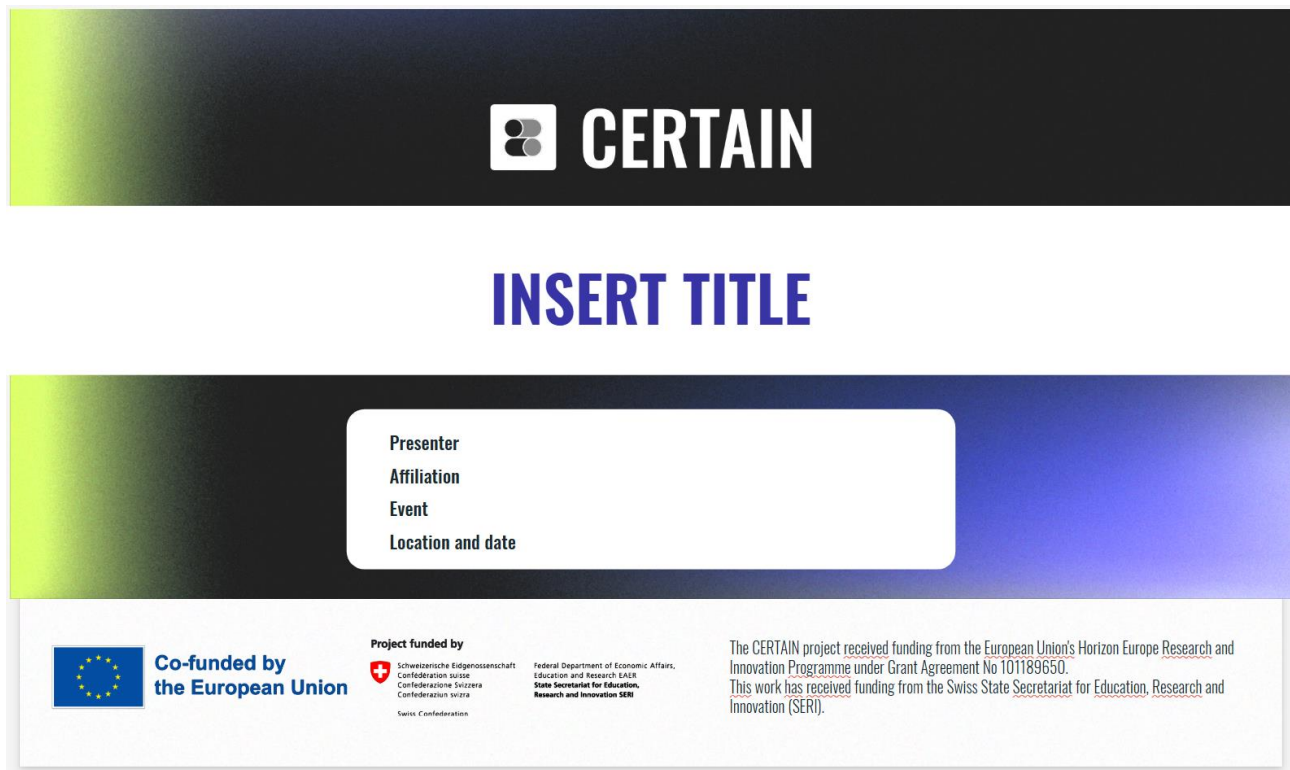 CERTAIN
INSERT TITLE
Presenter
Affiliation
Event
Location and date
Co-funded by
the European Union
Project funded by
Schweizerische Eidgenossenschaft
Confédération suisse
Confederazione Svizzera
Confederaziun svizra
Swiss Confederation
Federal Department of Economic Affairs,
Education and Research EAER
State Secretariat for Education,
Research and Innovation SERI
The CERTAIN project received funding from the European Union's Horizon Europe Research and
Innovation Programme under Grant Agreement No 101189650.
This work has received funding from the Swiss State Secretariat for Education, Research and
Innovation (SERI).